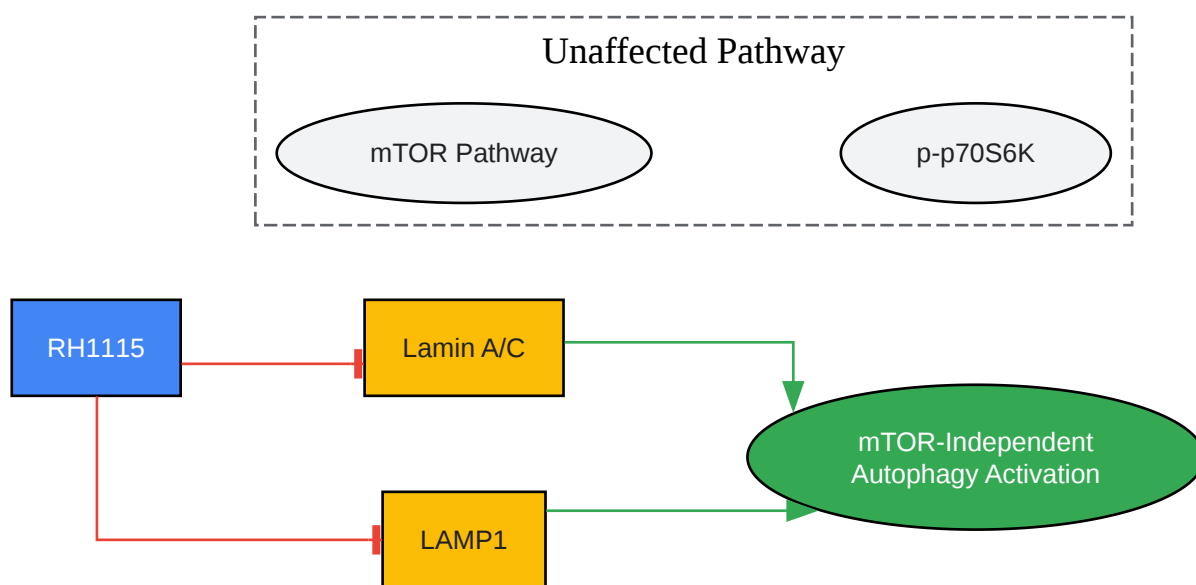 Unaffected Pathway
mTOR Pathway
p-p70S6K
RH1115
Lamin A/C
mTOR-Independent
Autophagy Activation
LAMP1